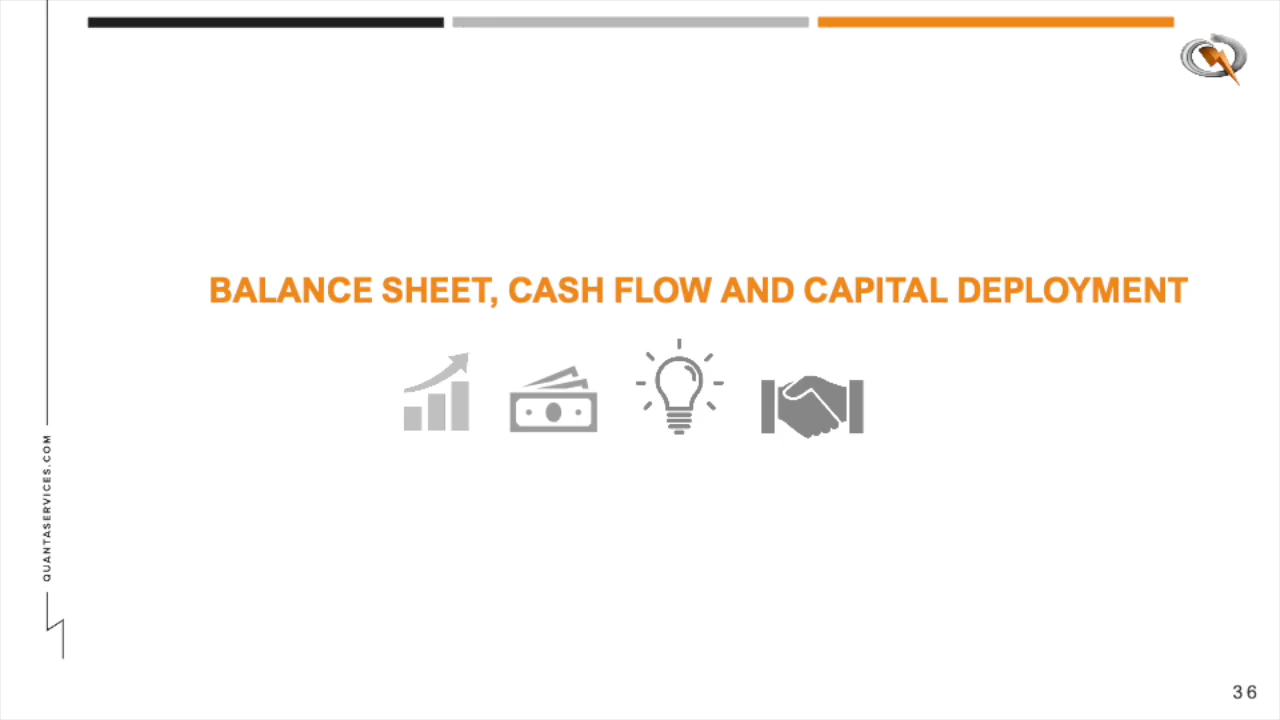 BALANCE SHEET, CASH FLOW AND CAPITAL DEPLOYMENT
QUANTASERVICES.COM
36